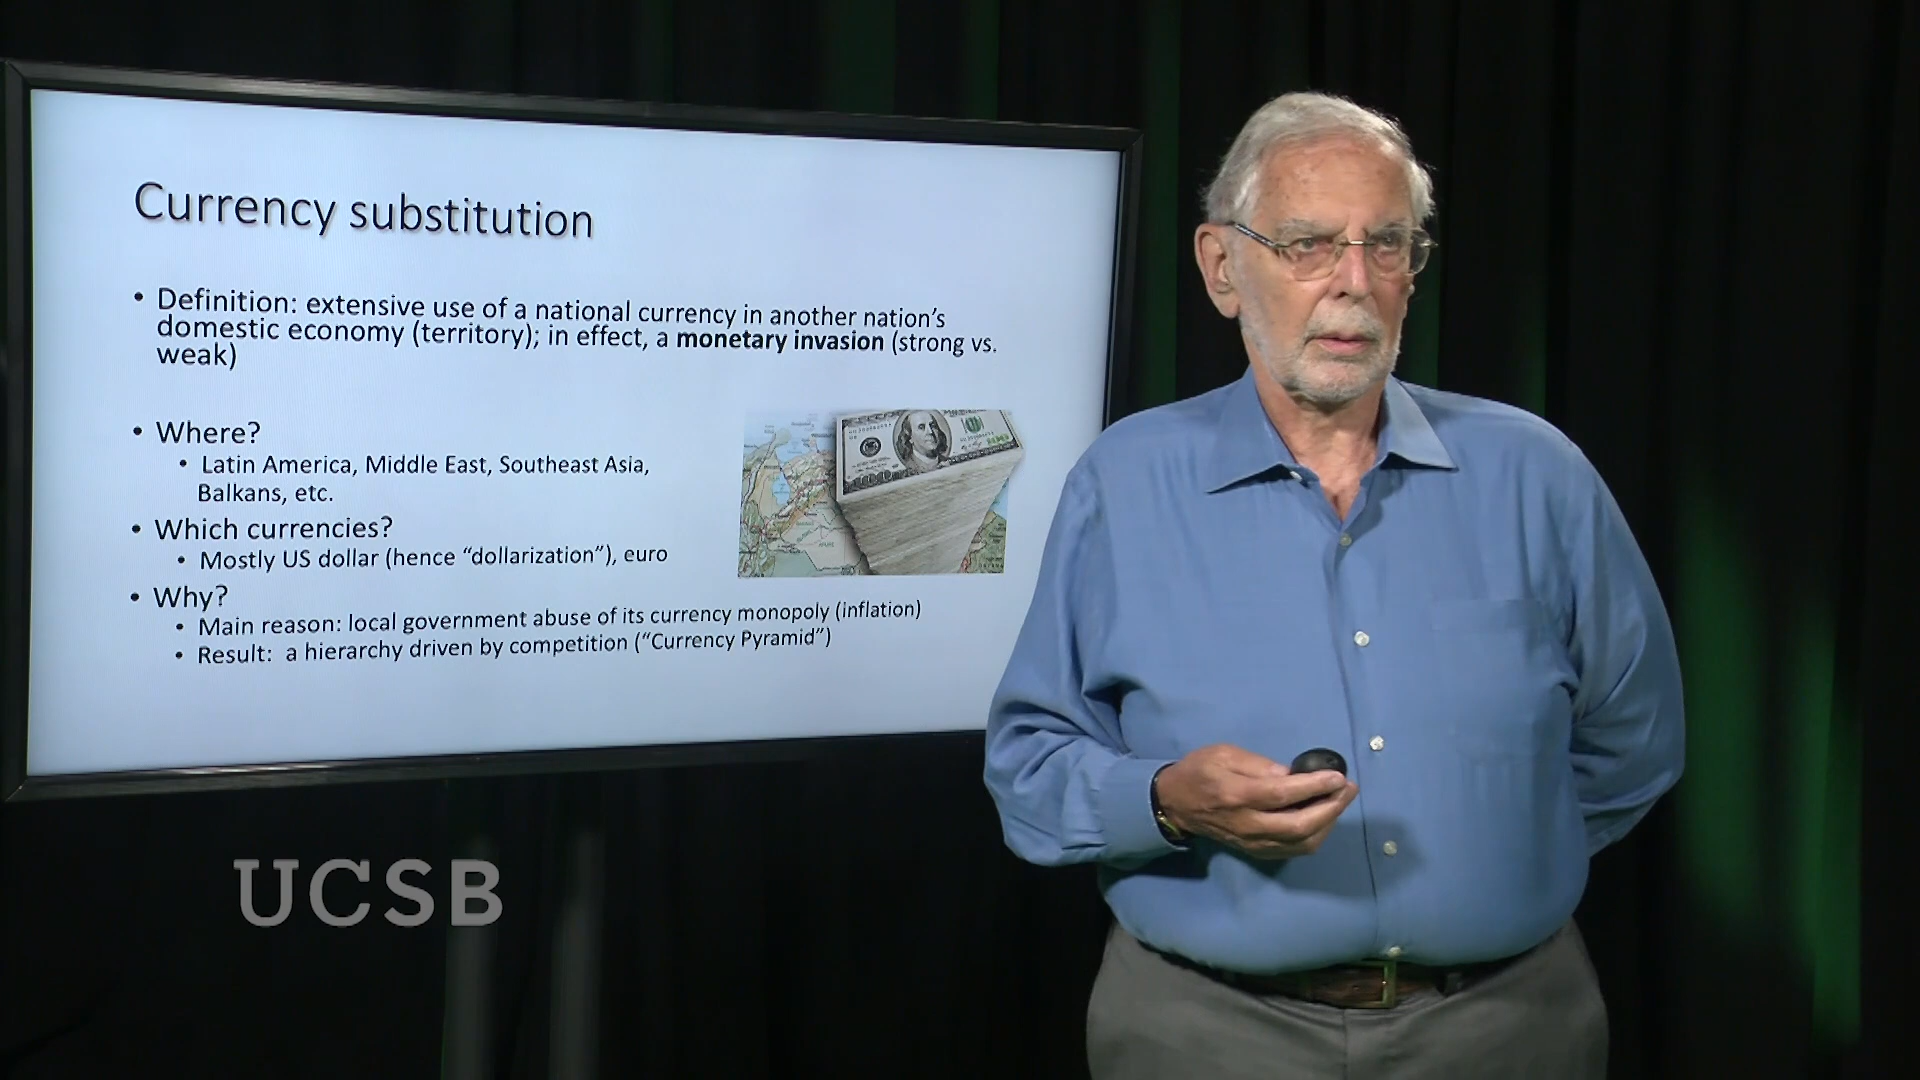 Currency substitution
• Definition: extensive use of a national currency in another nation's
domestic economy (territory); in effect, a monetary invasion (strong vs.
weak)
• Where?
• Latin America, Middle East, Southeast Asia,
Balkans, etc.
• Which currencies?
• Mostly US dollar (hence “dollarization”), euro
• Why?
• Main reason: local government abuse of its currency monopoly (inflation)
• Result: a hierarchy driven by competition (“Currency Pyramid”)
UCSB